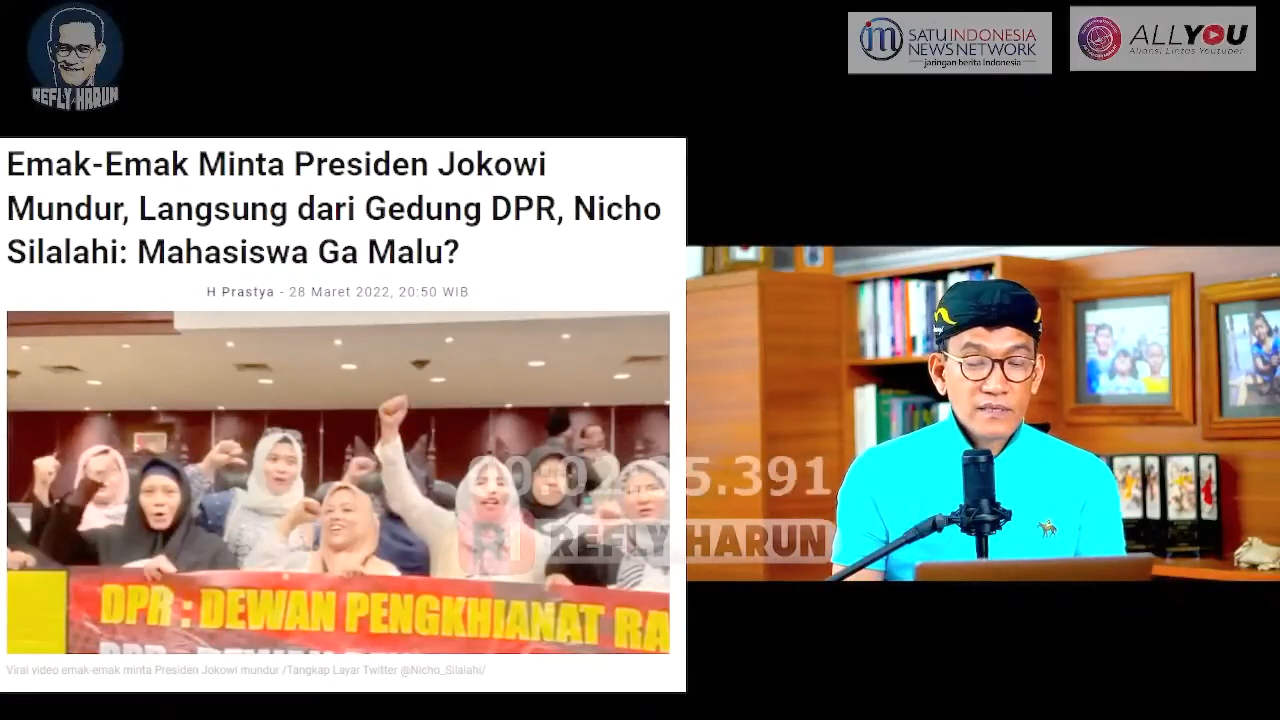 REFLY HARUN
SATU INDONESIA
NEWS NETWORK
jaringan berita Indonesia
ALLYOU
Aliansi Lintas Youtuber
Emak-Emak Minta Presiden Jokowi
Mundur, Langsung dari Gedung DPR, Nicho
Silalahi: Mahasiswa Ga Malu?
H Prastya - 28 Maret 2022, 20:50 WIB
DPR : DEWAN PENGKHIANAT RA
Viral video emak-emak minta Presiden Jokowi mundur /Tangkap Layar Twitter @Nicho_Silalahi/
REFLY HARUN